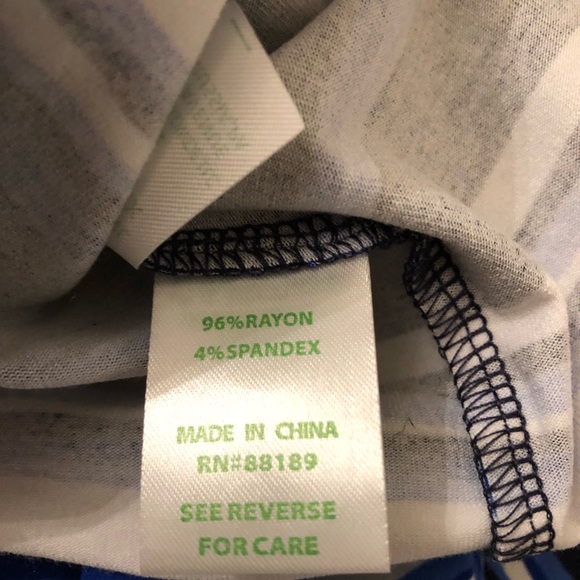 96%RAYON
4%SPANDEX
MADE IN CHINA
RN#88189
SEE REVERSE
FOR CARE